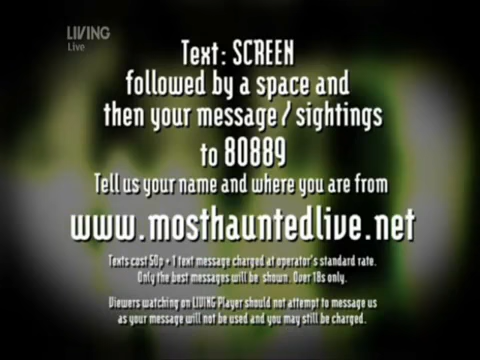 LIVING
Live
Text: SCREEN
followed by a space and
then your message / sightings
to 80889
Tell us your name and where you are from
www.mosthauntedlive.net
Texts cost 50p + 1 text message charged at operator's standard rate.
Only the best messages will be shown. Over 18s only.
Viewers watching on LIVING Player should not attempt to message us
as your message will not be used and you may still be charged.